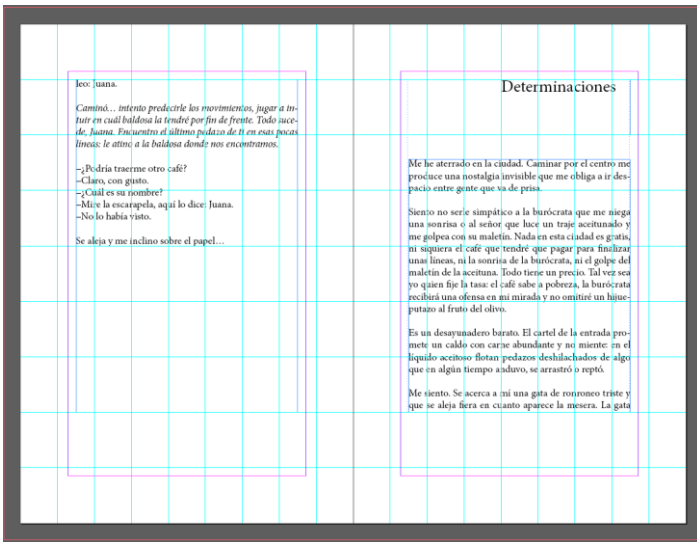 leo: Juana.
Caminó… intento predecirle los movimientos, jugar a in-
tuir en cuál baldosa la tendré por fin de frente. Todo suce-
de, Juana. Encuentro el último pedazo de ti en esas pocas
líneas: le atino a la baldosa donde nos encontramos.
–¿Podría traerme otro café?
–Claro, con gusto.
–¿Cuál es su nombre?
–Mire la escarapela, aquí lo dice: Juana.
–No lo había visto.
Se aleja y me inclino sobre el papel…
Determinaciones
Me he aterrado en la ciudad. Caminar por el centro me
produce una nostalgia invisible que me obliga a ir des-
pacio entre gente que va de prisa.
Siento no serle simpático a la burócrata que me niega
una sonrisa o al señor que luce un traje aceitunado y
me golpea con su maletín. Nada en esta ciudad es gratis,
ni siquiera el café que tendré que pagar para finalizar
unas líneas, ni la sonrisa de la burócrata, ni el golpe del
maletín de la aceituna. Todo tiene un precio. Tal vez sea
yo quien fije la tasa: el café sabe a pobreza, la burócrata
recibirá una ofensa en mi mirada y no omitiré un hijue-
putazo al fruto del olivo.
Es un desayunadero barato. El cartel de la entrada pro-
mete un caldo con carne abundante y no miente: en el
líquido aceitoso flotan pedazos deshilachados de algo
que en algún tiempo anduvo, se arrastró o reptó.
Me siento. Se acerca a mí una gata de ronroneo triste y
que se aleja fiera en cuanto aparece la mesera. La gata